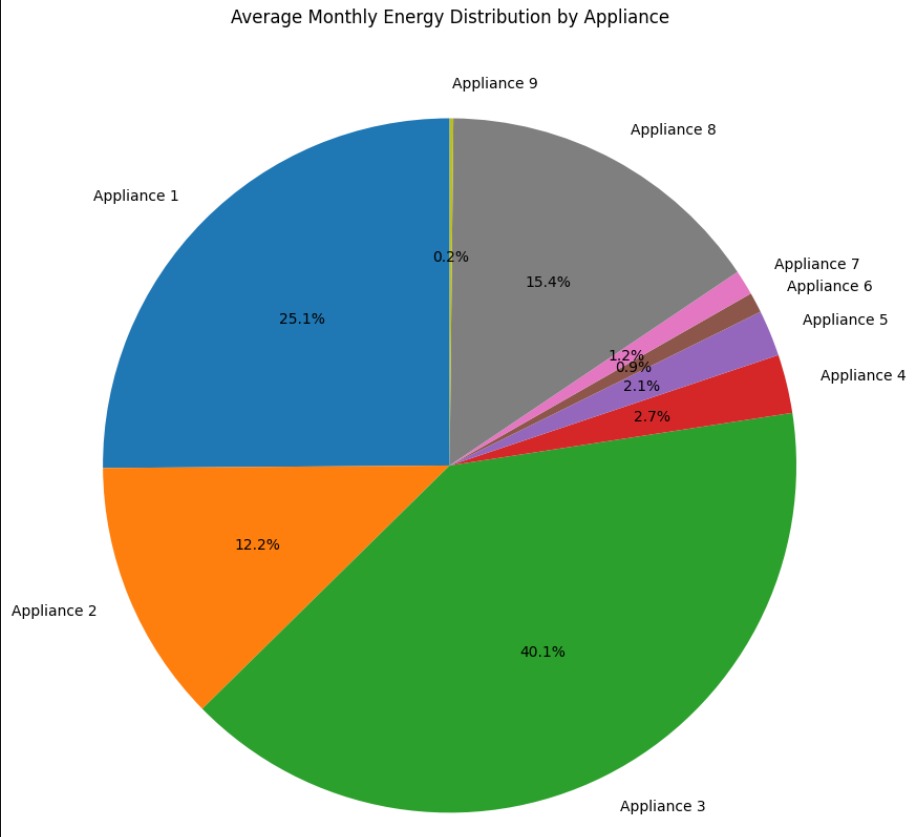 Average Monthly Energy Distribution by Appliance
Appliance 9
Appliance 8
Appliance 1
0.2%
Appliance 7
15.4%
Appliance 6
25.1%
Appliance 5
1.2%
0.9%
Appliance 4
2.1%
2.7%
12.2%
Appliance 2
40.1%
Appliance 3